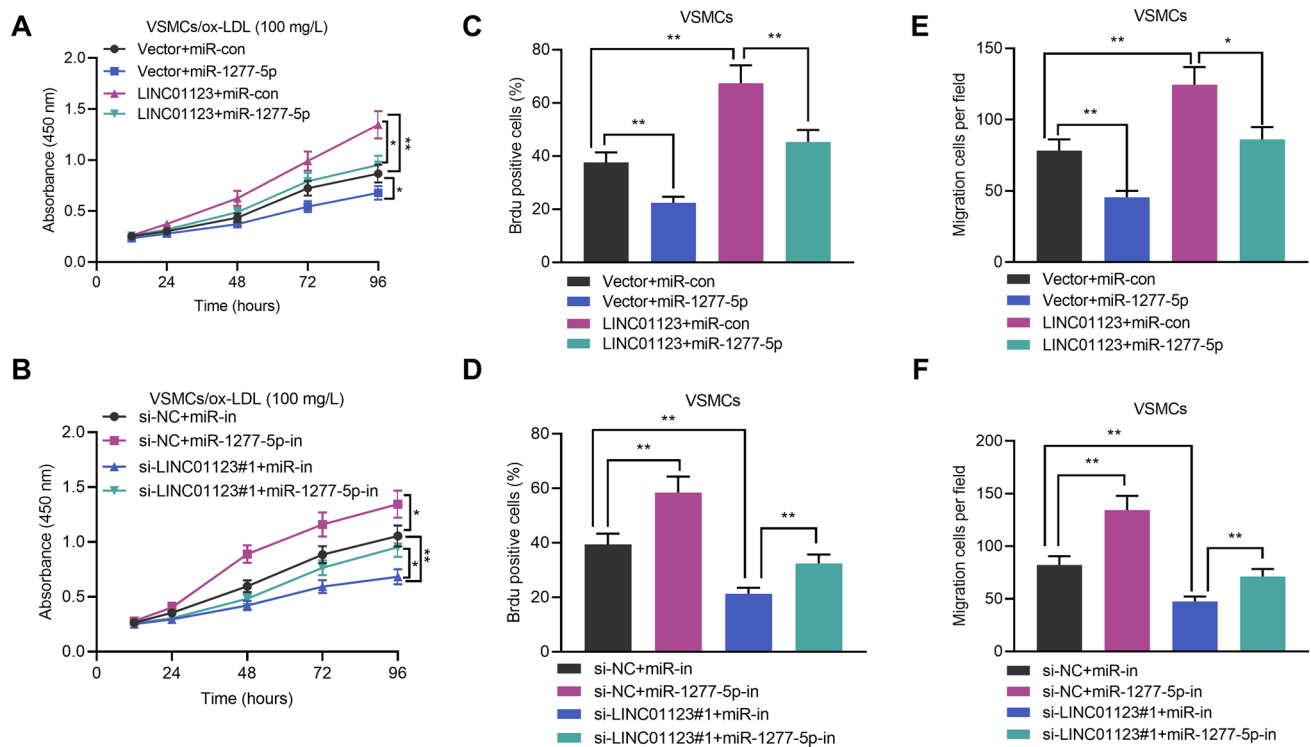 A
VSMCs/ox-LDL (100 mg/L)
Vector+miR-con
Vector+miR-1277-5p
LINC01123+miR-con
LINC01123+miR-1277-5p
Absorbance (450 nm)
2.0
1.5
1.0
0.5
0.0
0
24
48
72
96
Time (hours)
*
**
*
C
VSMCs
Brdu positive cells (%)
80
60
40
20
0
**
**
**
Vector+miR-con
Vector+miR-1277-5p
LINC01123+miR-con
LINC01123+miR-1277-5p
E
VSMCs
Migration cells per field
150
100
50
0
**
*
**
Vector+miR-con
Vector+miR-1277-5p
LINC01123+miR-con
LINC01123+miR-1277-5p
B
VSMCs/ox-LDL (100 mg/L)
si-NC+miR-in
si-NC+miR-1277-5p-in
si-LINC01123#1+miR-in
si-LINC01123#1+miR-1277-5p-in
Absorbance (450 nm)
2.0
1.5
1.0
0.5
0.0
0
24
48
72
96
Time (hours)
*
**
*
D
VSMCs
Brdu positive cells (%)
80
60
40
20
0
**
**
**
si-NC+miR-in
si-NC+miR-1277-5p-in
si-LINC01123#1+miR-in
si-LINC01123#1+miR-1277-5p-in
F
VSMCs
Migration cells per field
200
150
100
50
0
**
**
**
si-NC+miR-in
si-NC+miR-1277-5p-in
si-LINC01123#1+miR-in
si-LINC01123#1+miR-1277-5p-in